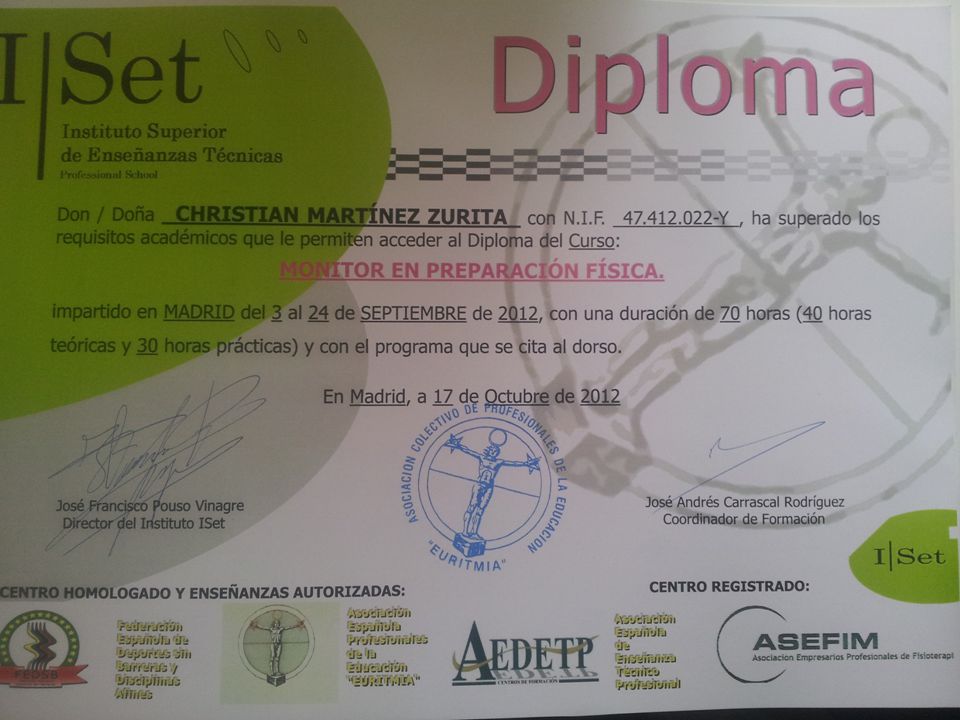 I|Set
Instituto Superior
de Enseñanzas Técnicas
Professional School
Diploma
Don / Doña CHRISTIAN MARTÍNEZ ZURITA con N.I.F. 47.412.022-Y , ha superado los
requisitos académicos que le permiten acceder al Diploma del Curso:
MONITOR EN PREPARACIÓN FÍSICA.
impartido en MADRID del 3 al 24 de SEPTIEMBRE de 2012, con una duración de 70 horas (40 horas
teóricas y 30 horas prácticas) y con el programa que se cita al dorso.
En Madrid, a 17 de Octubre de 2012
ASOCIACION COLECTIVO DE PROFESIONALES DE LA EDUCACION
"EURITMIA"
José Francisco Pouso Vinagre
Director del Instituto ISet
José Andrés Carrascal Rodríguez
Coordinador de Formación
I|Set
CENTRO HOMOLOGADO Y ENSEÑANZAS AUTORIZADAS:
CENTRO REGISTRADO:
FEDSB
Federación
Española de
Deportes sin
Barreras y
Disciplinas
Afines
Asociación
Española
Profesionales
de la
Educación
"EURITMIA"
AEDETP
CENTROS DE FORMACIÓN
Asociación
Española
de
Enseñanza
Técnico
Profesional
ASEFIM
Asociación Empresarios Profesionales de Fisioterapi